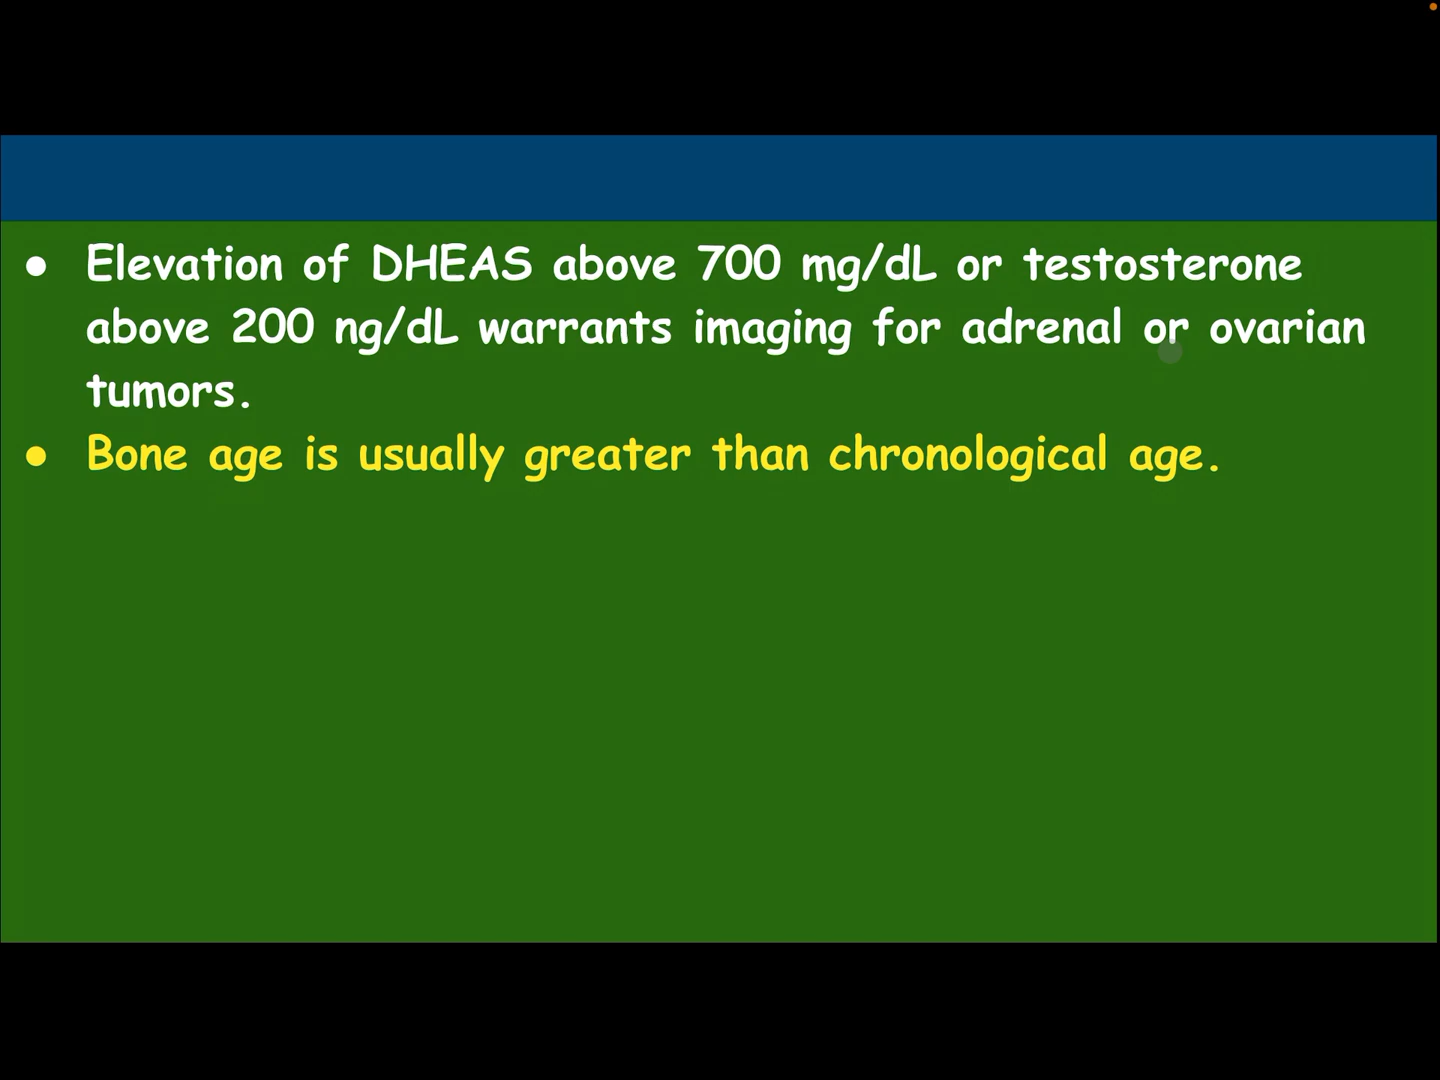 ● Elevation of DHEAS above 700 mg/dL or testosterone
above 200 ng/dL warrants imaging for adrenal or ovarian
tumors.
● Bone age is usually greater than chronological age.